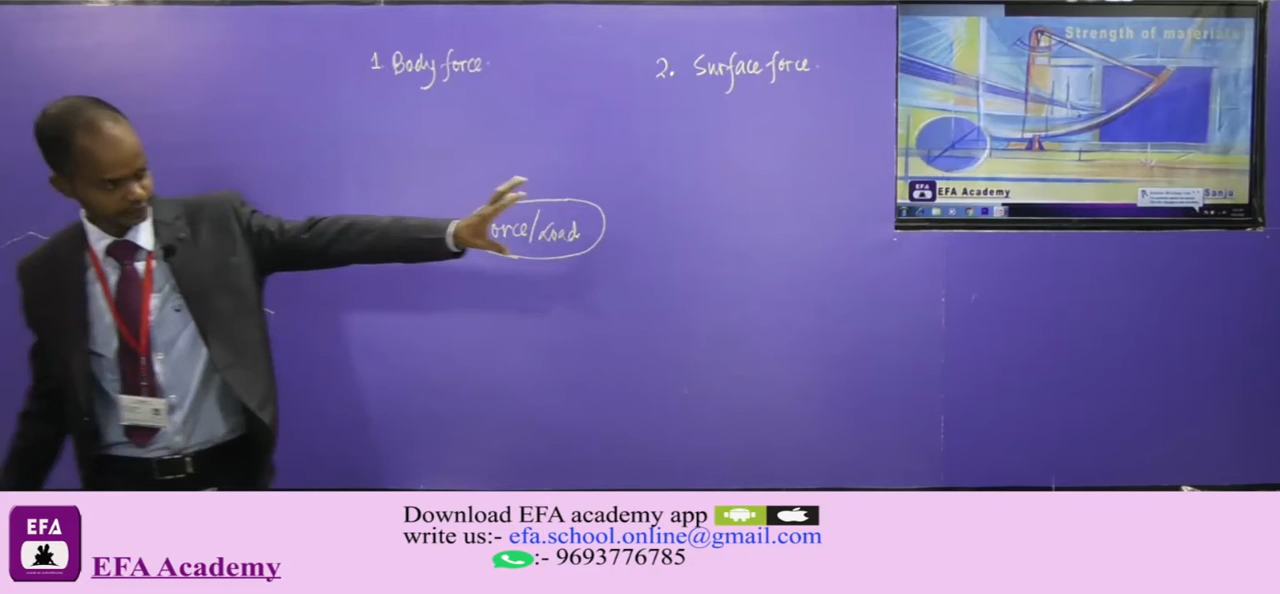 1. Body force.
2. Surface force.
orce/Load
Strength of materials
EFA
EFA Academy
Sanju
EFA
EFA Academy
Download EFA academy app
write us:- efa.school.online@gmail.com
:- 9693776785